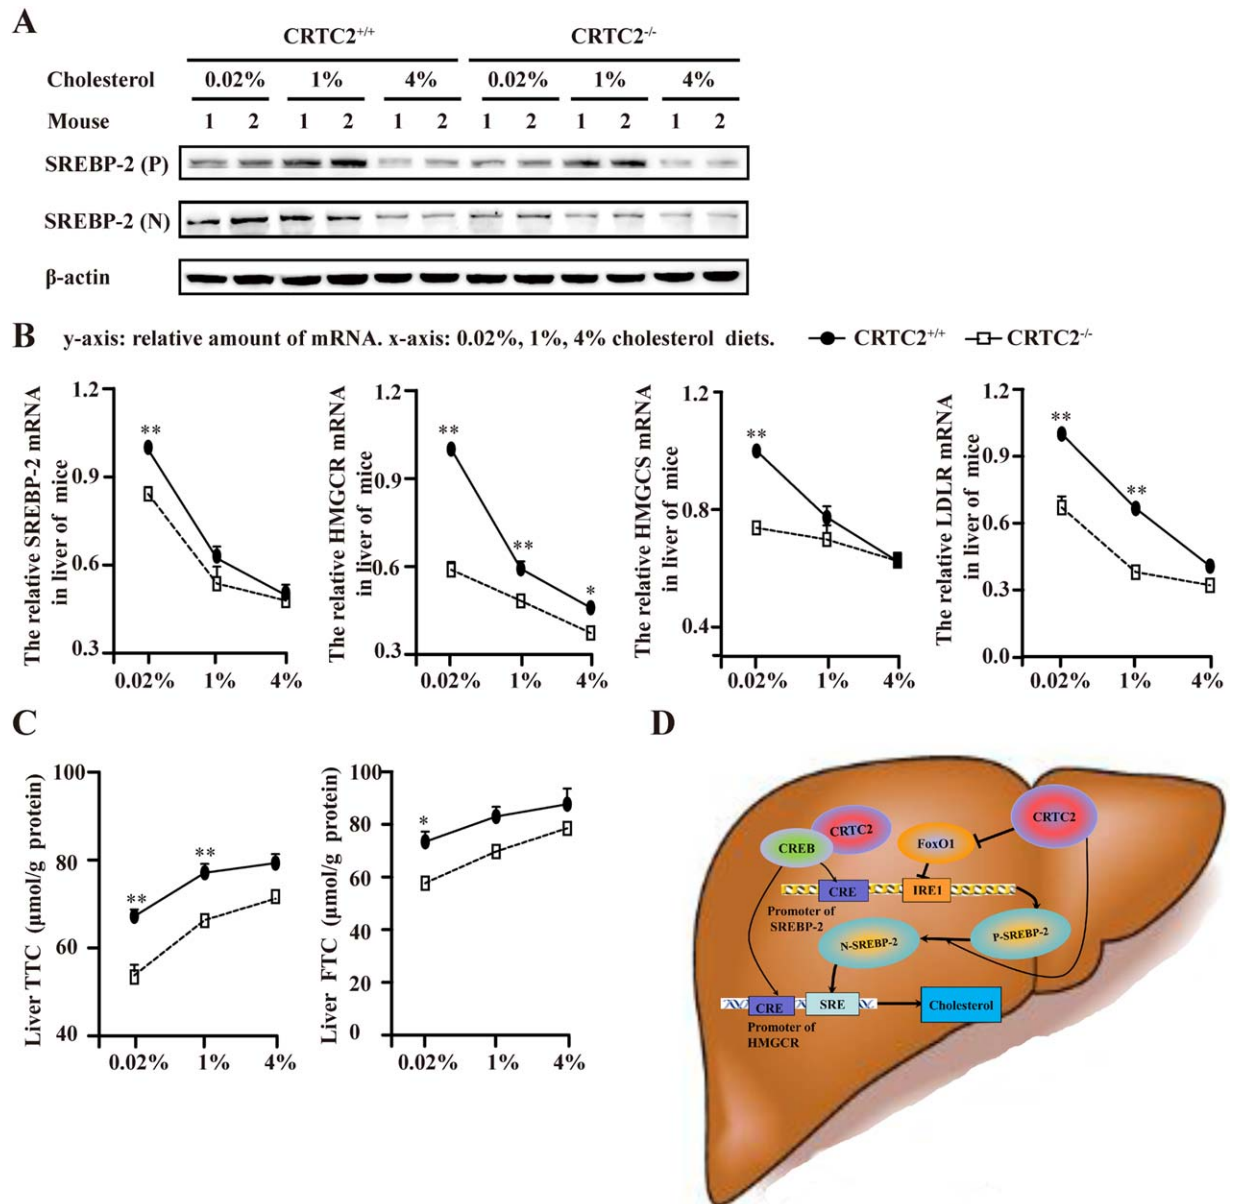 A
CRTC2+/+ CRTC2-/-
Cholesterol 0.02% 1% 4% 0.02% 1% 4%
Mouse 1 2 1 2 1 2 1 2 1 2 1 2
SREBP-2 (P)
SREBP-2 (N)
β-actin
B y-axis: relative amount of mRNA. x-axis: 0.02%, 1%, 4% cholesterol diets. CRTC2+/+ CRTC2-/-
The relative SREBP-2 mRNA
in liver of mice
1.2
0.9
0.6
0.3
**
0.02% 1% 4%
The relative HMGCR mRNA
in liver of mice
1.2
0.9
0.6
0.3
**
**
*
0.02% 1% 4%
The relative HMGCS mRNA
in liver of mice
1.2
0.8
0.4
**
0.02% 1% 4%
The relative LDLR mRNA
in liver of mice
1.2
0.9
0.6
0.3
0.0
**
**
0.02% 1% 4%
C
Liver TTC (μmol/g protein)
100
80
60
40
**
**
0.02% 1% 4%
Liver FTC (μmol/g protein)
100
80
60
40
20
0
*
0.02% 1% 4%
D
CRTC2
CRTC2
CREB
FoxO1
CRE
IRE1
Promoter of
SREBP-2
N-SREBP-2
P-SREBP-2
CRE
SRE
Cholesterol
Promoter of
HMGCR